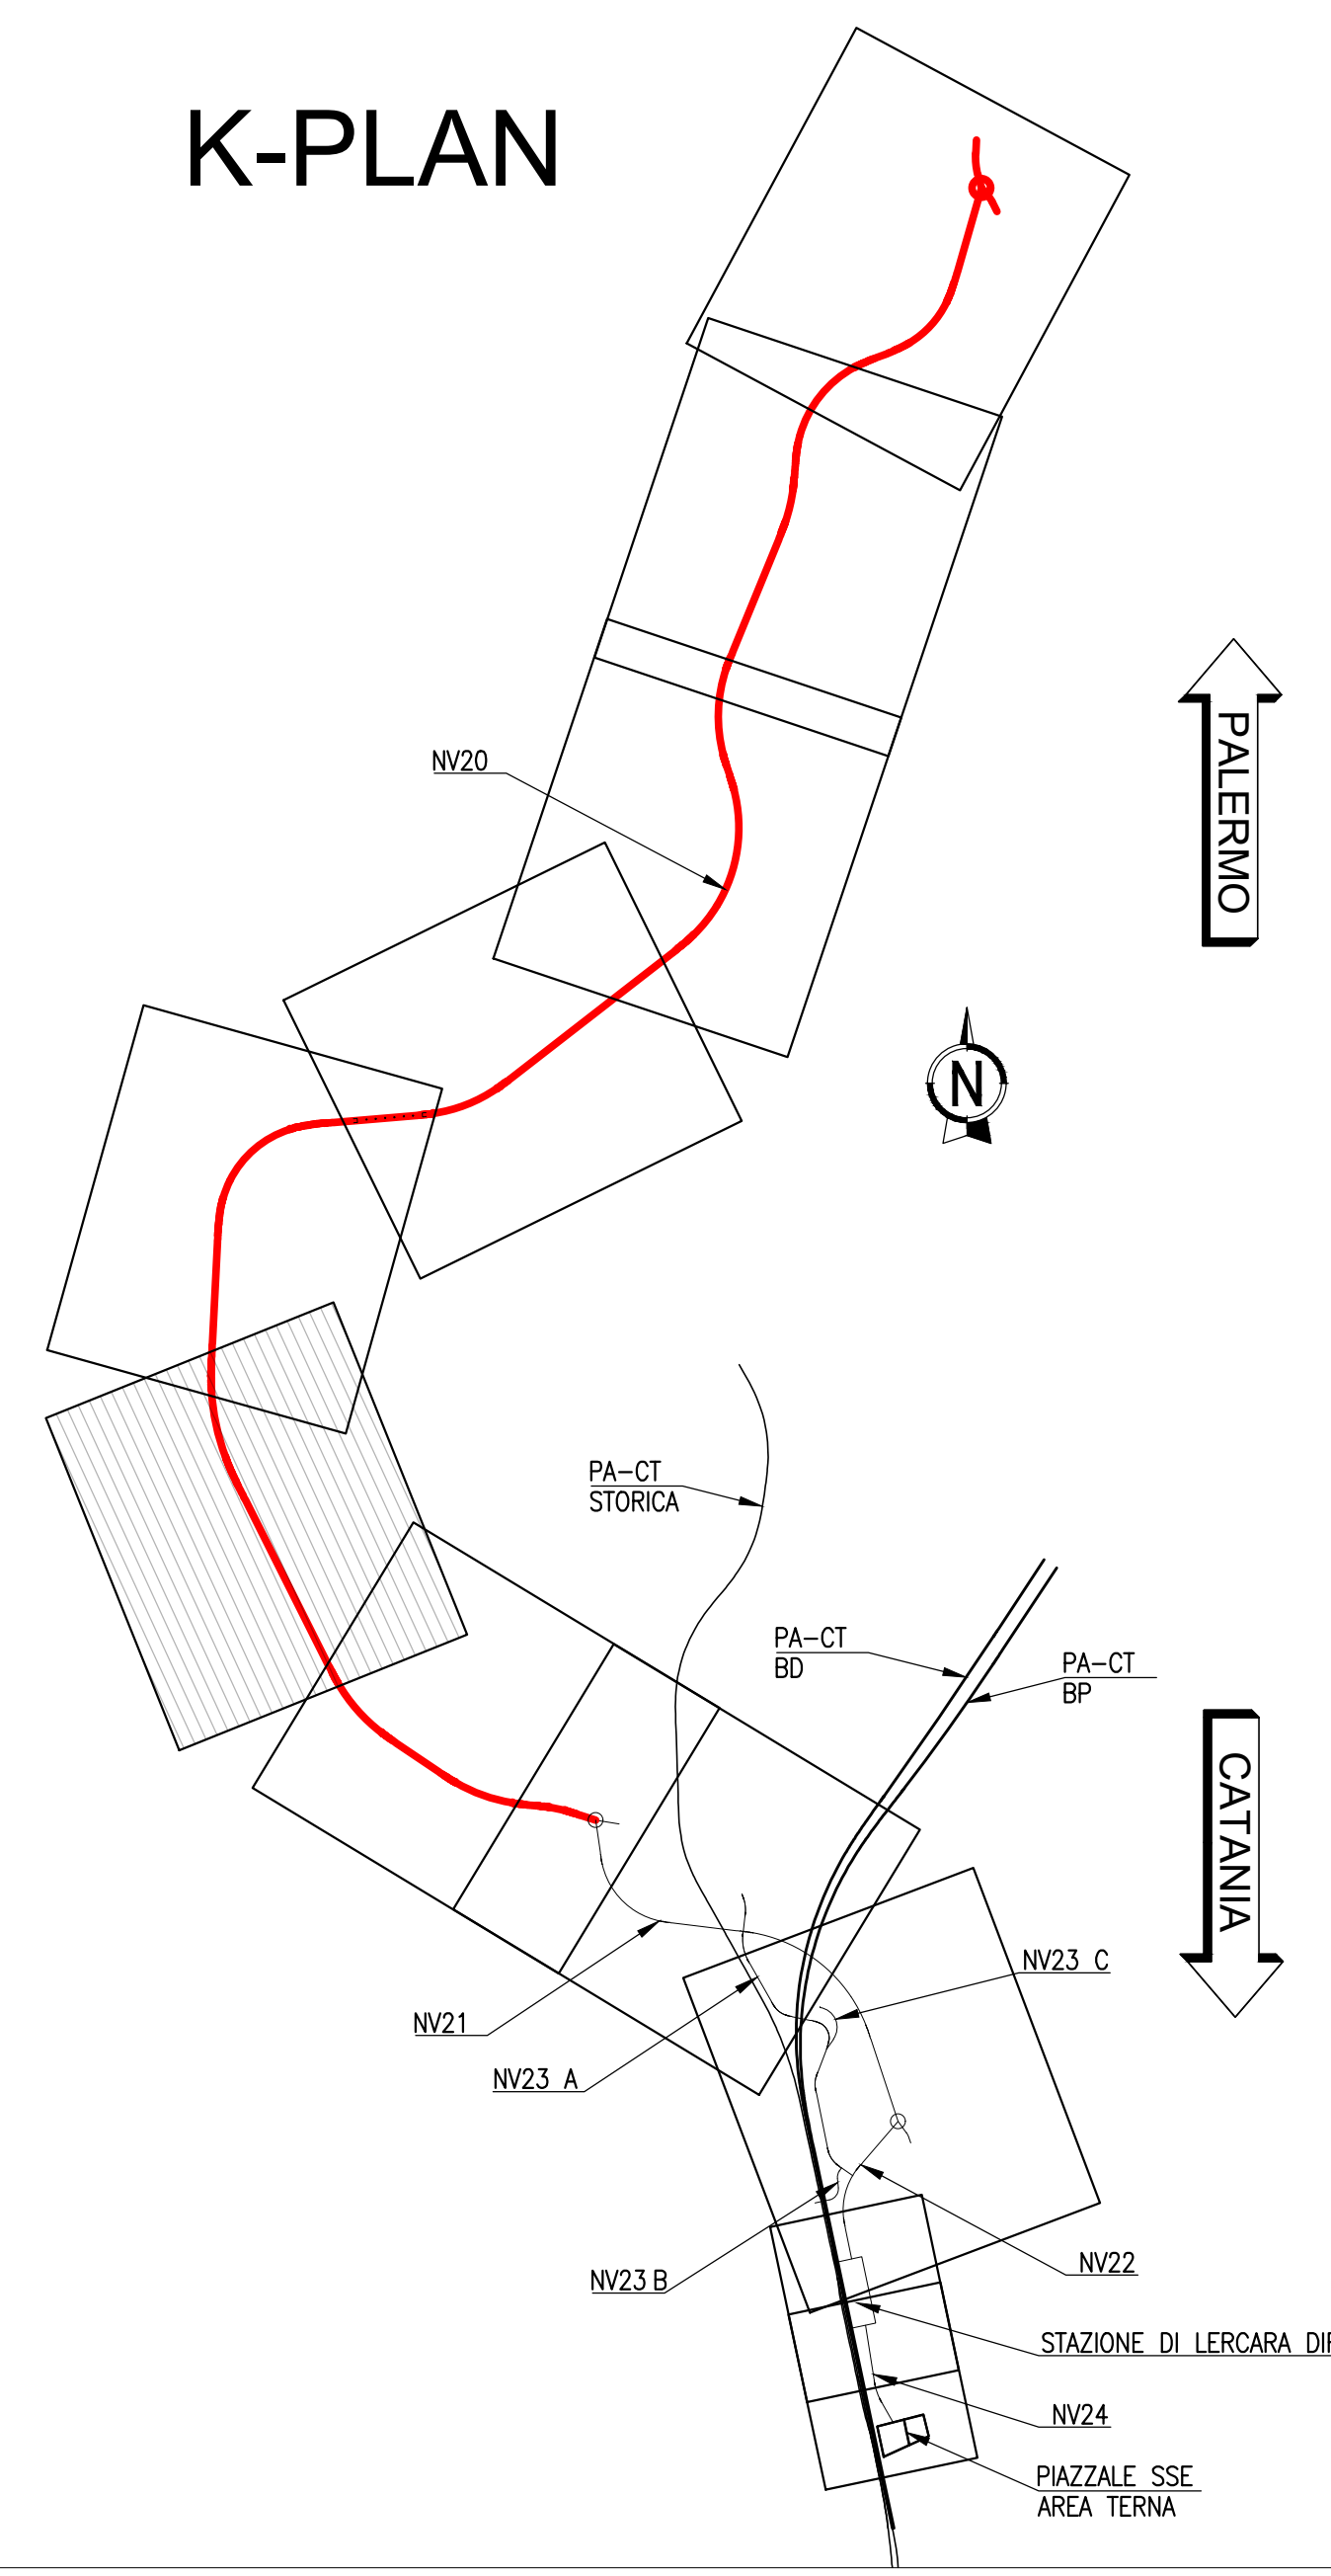 K-PLAN
PALERMO
NV20
N
PA-CT
STORICA
PA-CT
BD
PA-CT
BP
CATANIA
NV23 C
NV21
NV23 A
NV23 B
NV22
STAZIONE DI LERCARA
NV24
PIAZZALE SSE
AREA TERNA